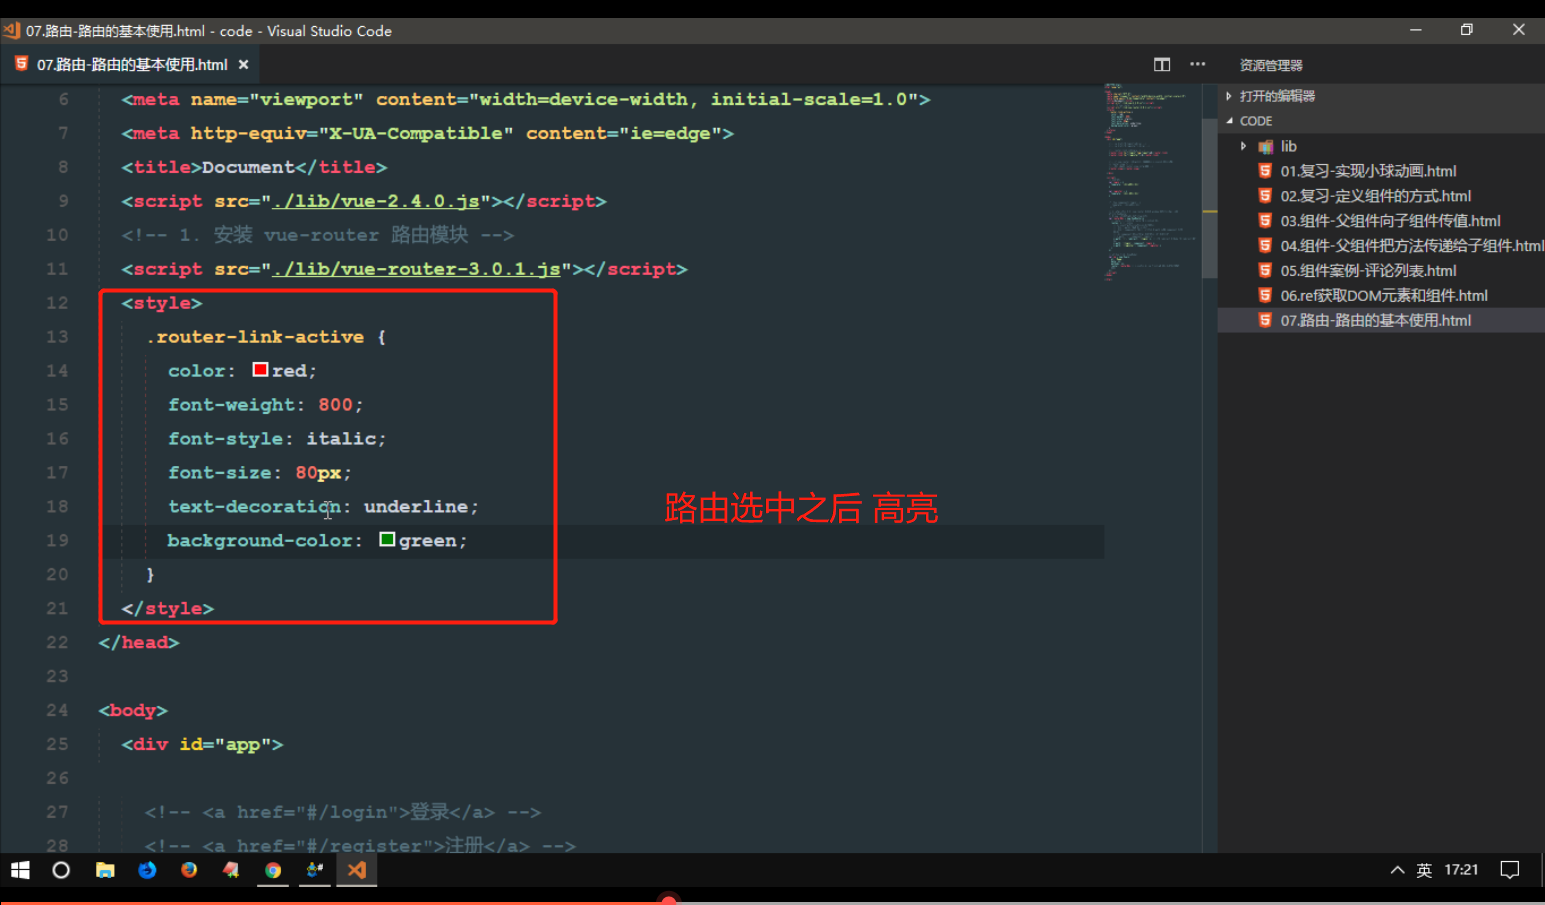 07.路由-路由的基本使用.html - code - Visual Studio Code
07.路由-路由的基本使用.html
资源管理器
6 <meta name="viewport" content="width=device-width, initial-scale=1.0">
7 <meta http-equiv="X-UA-Compatible" content="ie=edge">
8 <title>Document</title>
9 <script src="./lib/vue-2.4.0.js"></script>
10 <!-- 1. 安装 vue-router 路由模块 -->
11 <script src="./lib/vue-router-3.0.1.js"></script>
12 <style>
13 .router-link-active {
14 color: red;
15 font-weight: 800;
16 font-style: italic;
17 font-size: 80px;
18 text-decoration: underline;
19 background-color: green;
20 }
21 </style>
22 </head>
23
24 <body>
25 <div id="app">
26
27 <!-- <a href="#/login">登录</a> -->
28 <!-- <a href="#/register">注册</a> -->
路由选中之后 高亮
打开的编辑器
CODE
lib
01.复习-实现小球动画.html
02.复习-定义组件的方式.html
03.组件-父组件向子组件传值.html
04.组件-父组件把方法传递给子组件.html
05.组件案例-评论列表.html
06.ref获取DOM元素和组件.html
07.路由-路由的基本使用.html
英 17:21